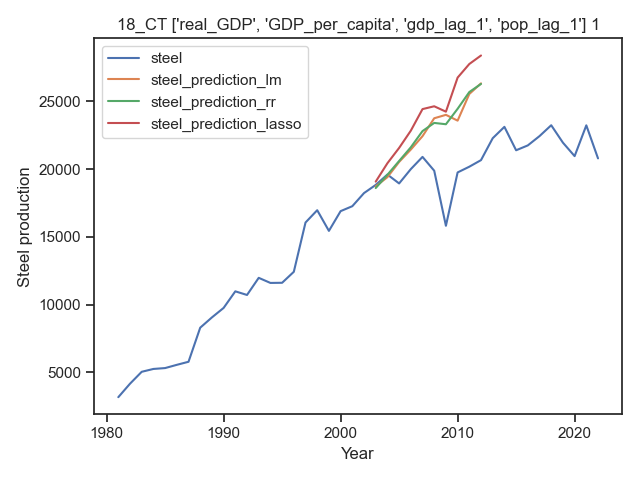 18_CT ['real_GDP', 'GDP_per_capita', 'gdp_lag_1', 'pop_lag_1'] 1
steel
steel_prediction_lm
steel_prediction_rr
steel_prediction_lasso
Steel production
25000
20000
15000
10000
5000
1980
1990
2000
2010
2020
Year